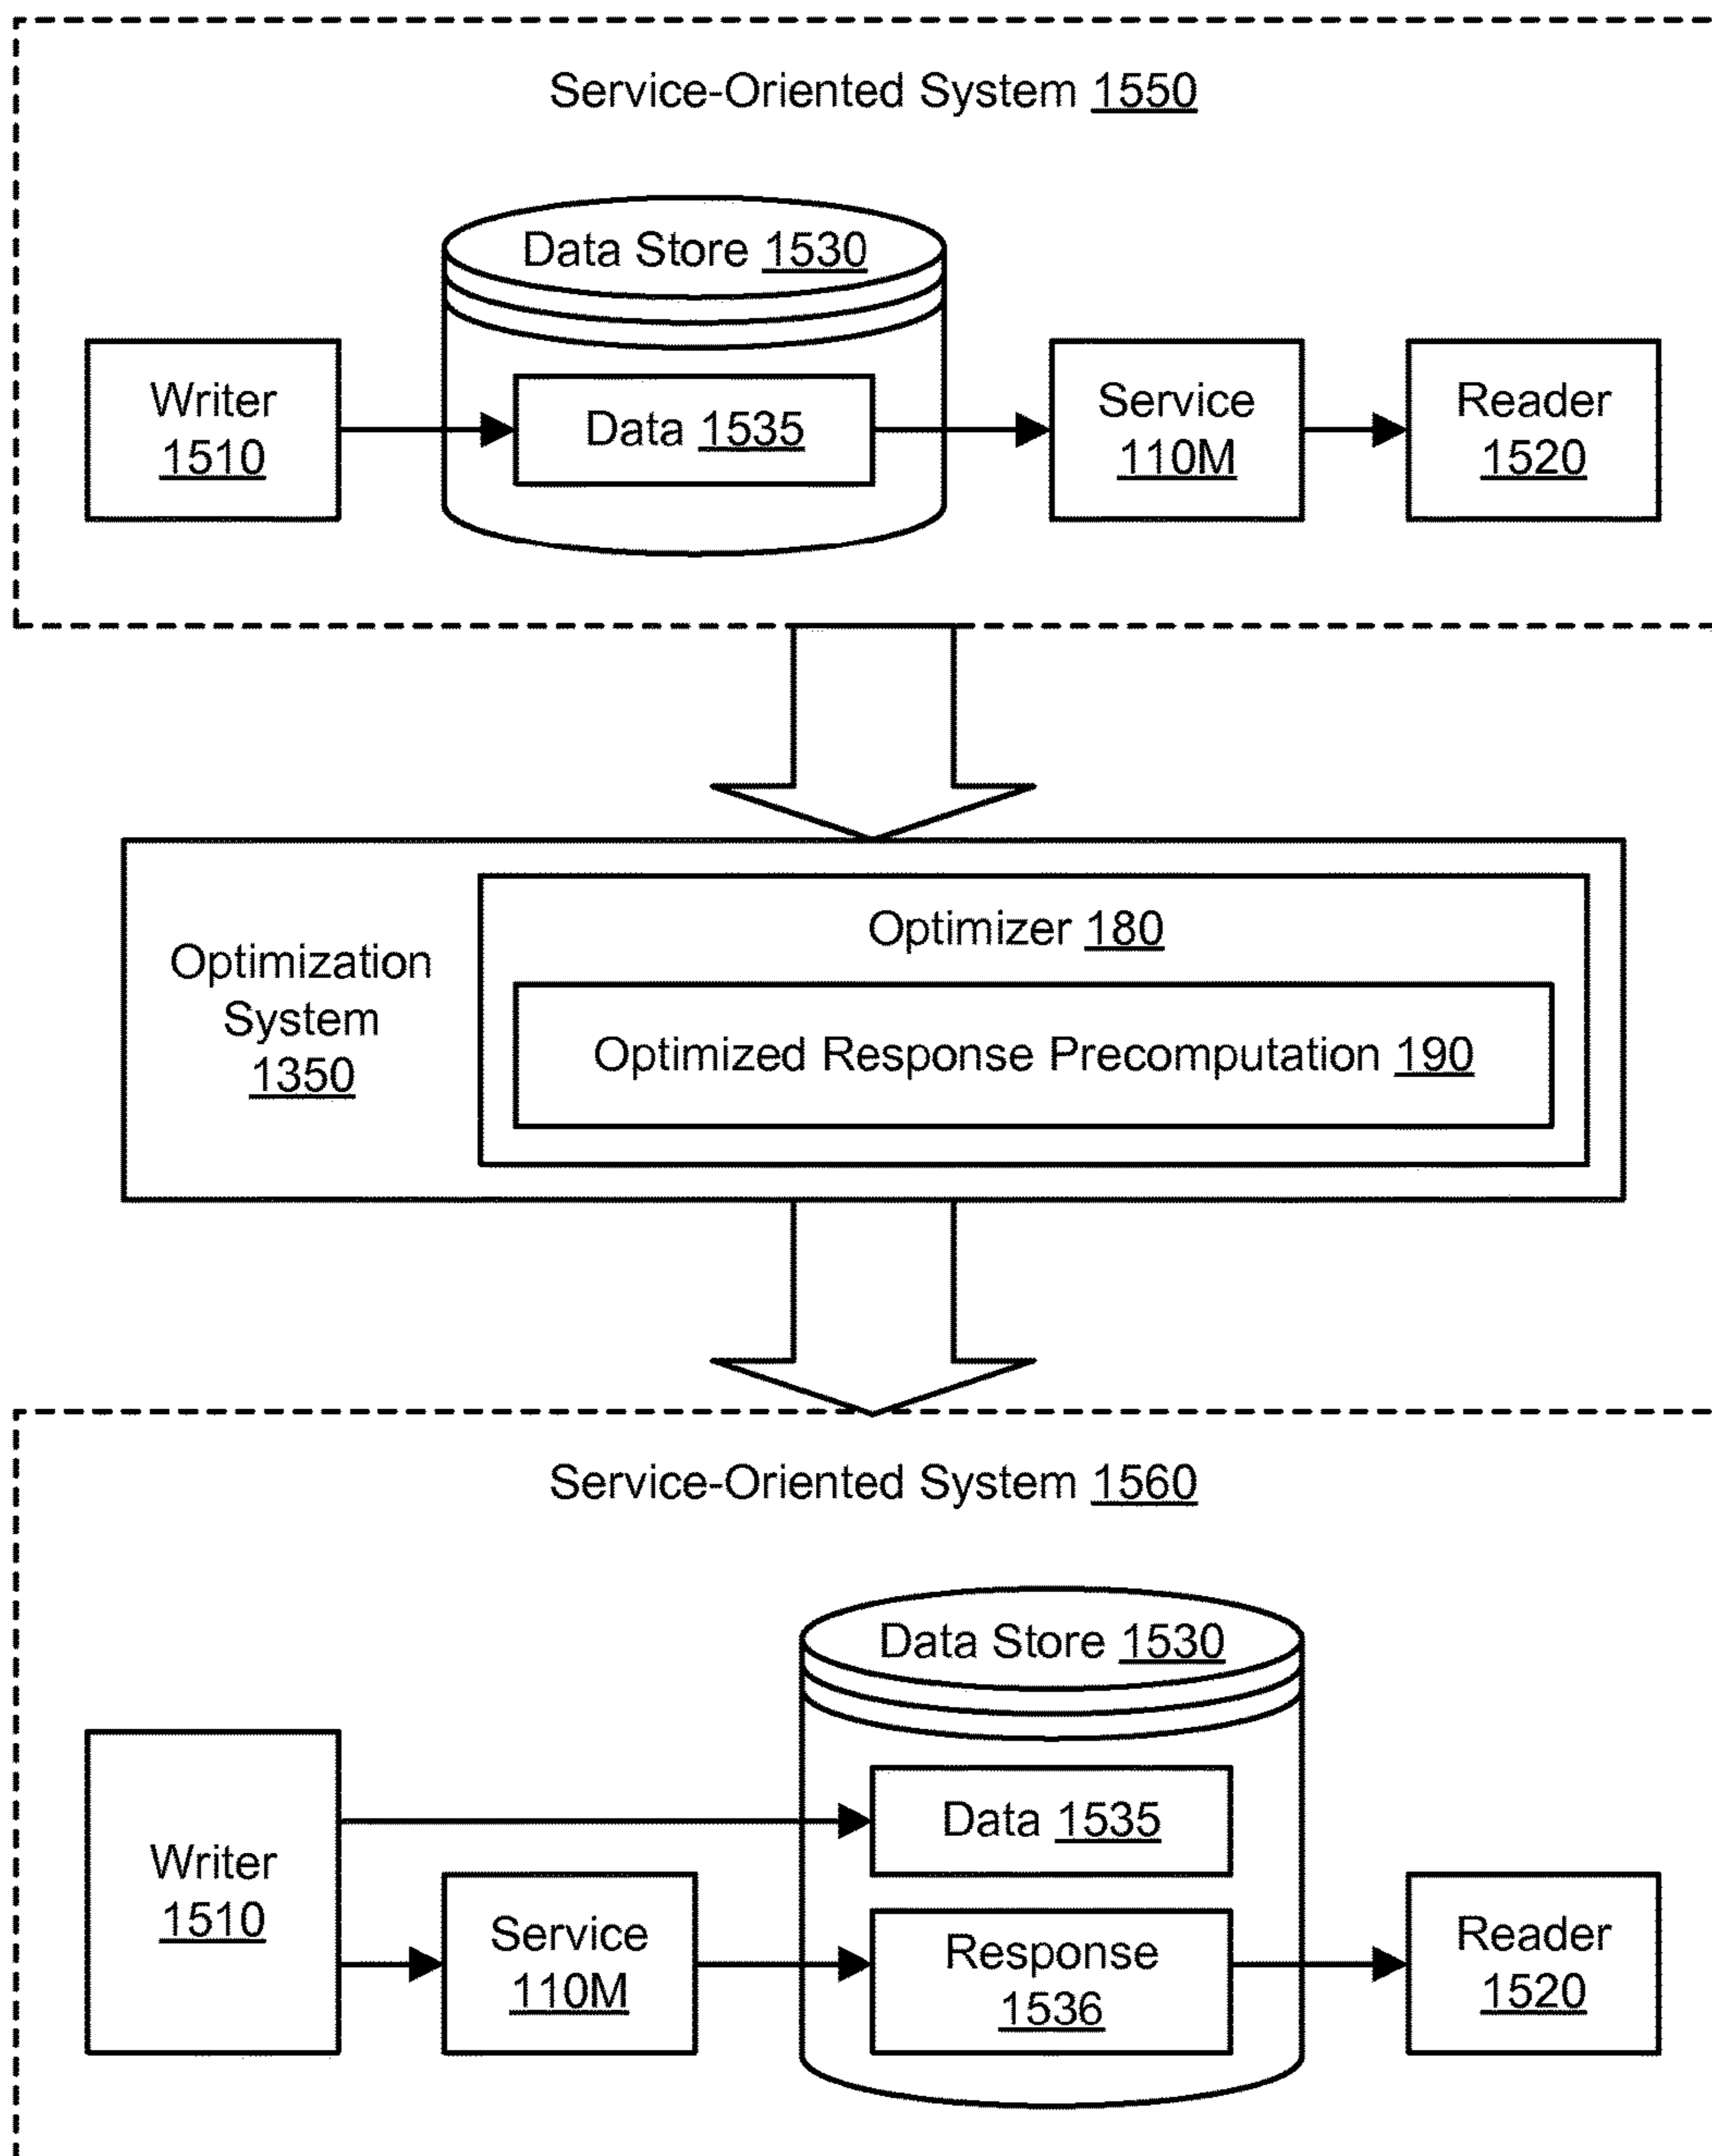 Service-Oriented System 1550
Data Store 1530
Writer
1510
Data 1535
Service
110M
Reader
1520
Optimization
System
1350
Optimizer 180
Optimized Response Precomputation 190
Service-Oriented System 1560
Data Store 1530
Writer
1510
Data 1535
Service
110M
Response
1536
Reader
1520